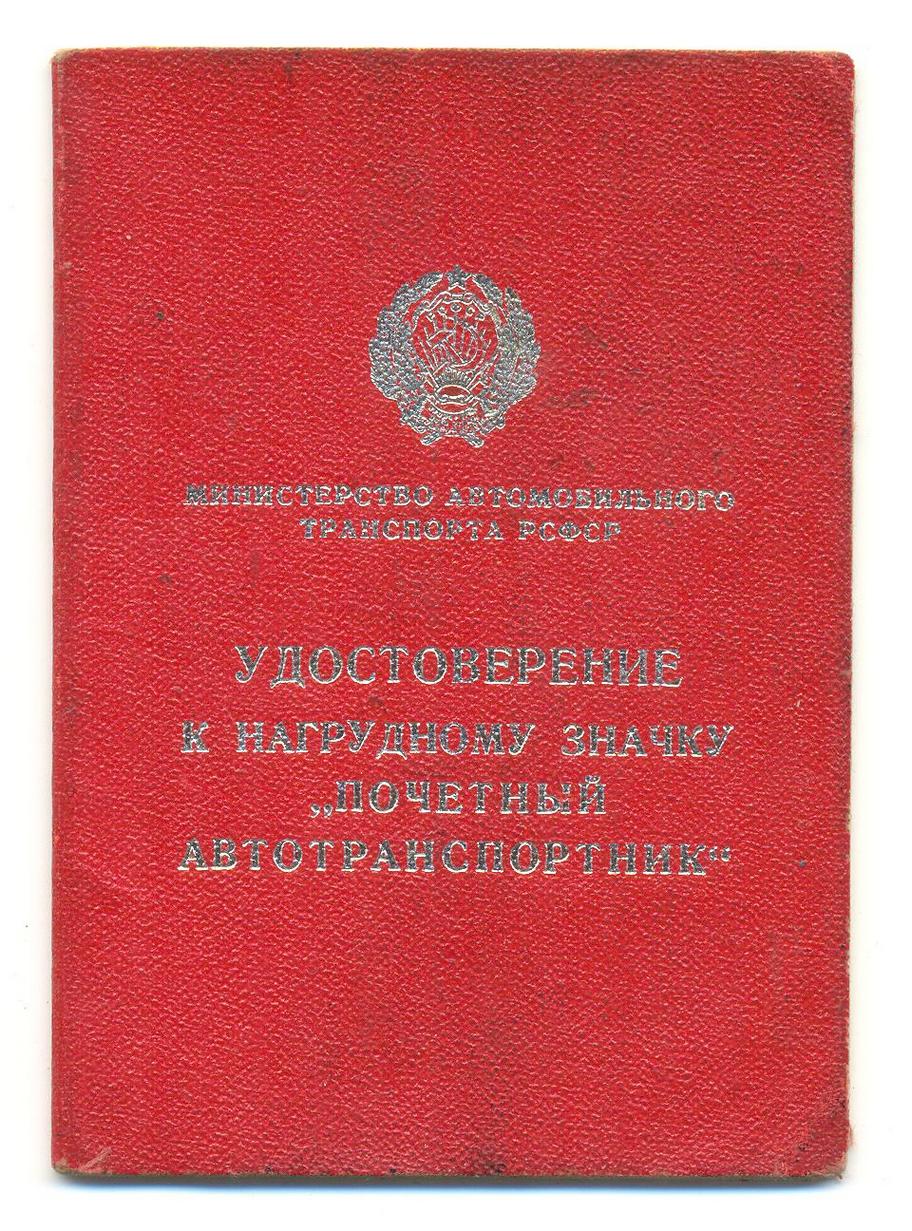 МИНИСТЕРСТВО АВТОМОБИЛЬНОГО
ТРАНСПОРТА РСФСР
УДОСТОВЕРЕНИЕ
К НАГРУДНОМУ ЗНАЧКУ
„ПОЧЕТНЫЙ
АВТОТРАНСПОРТНИК“